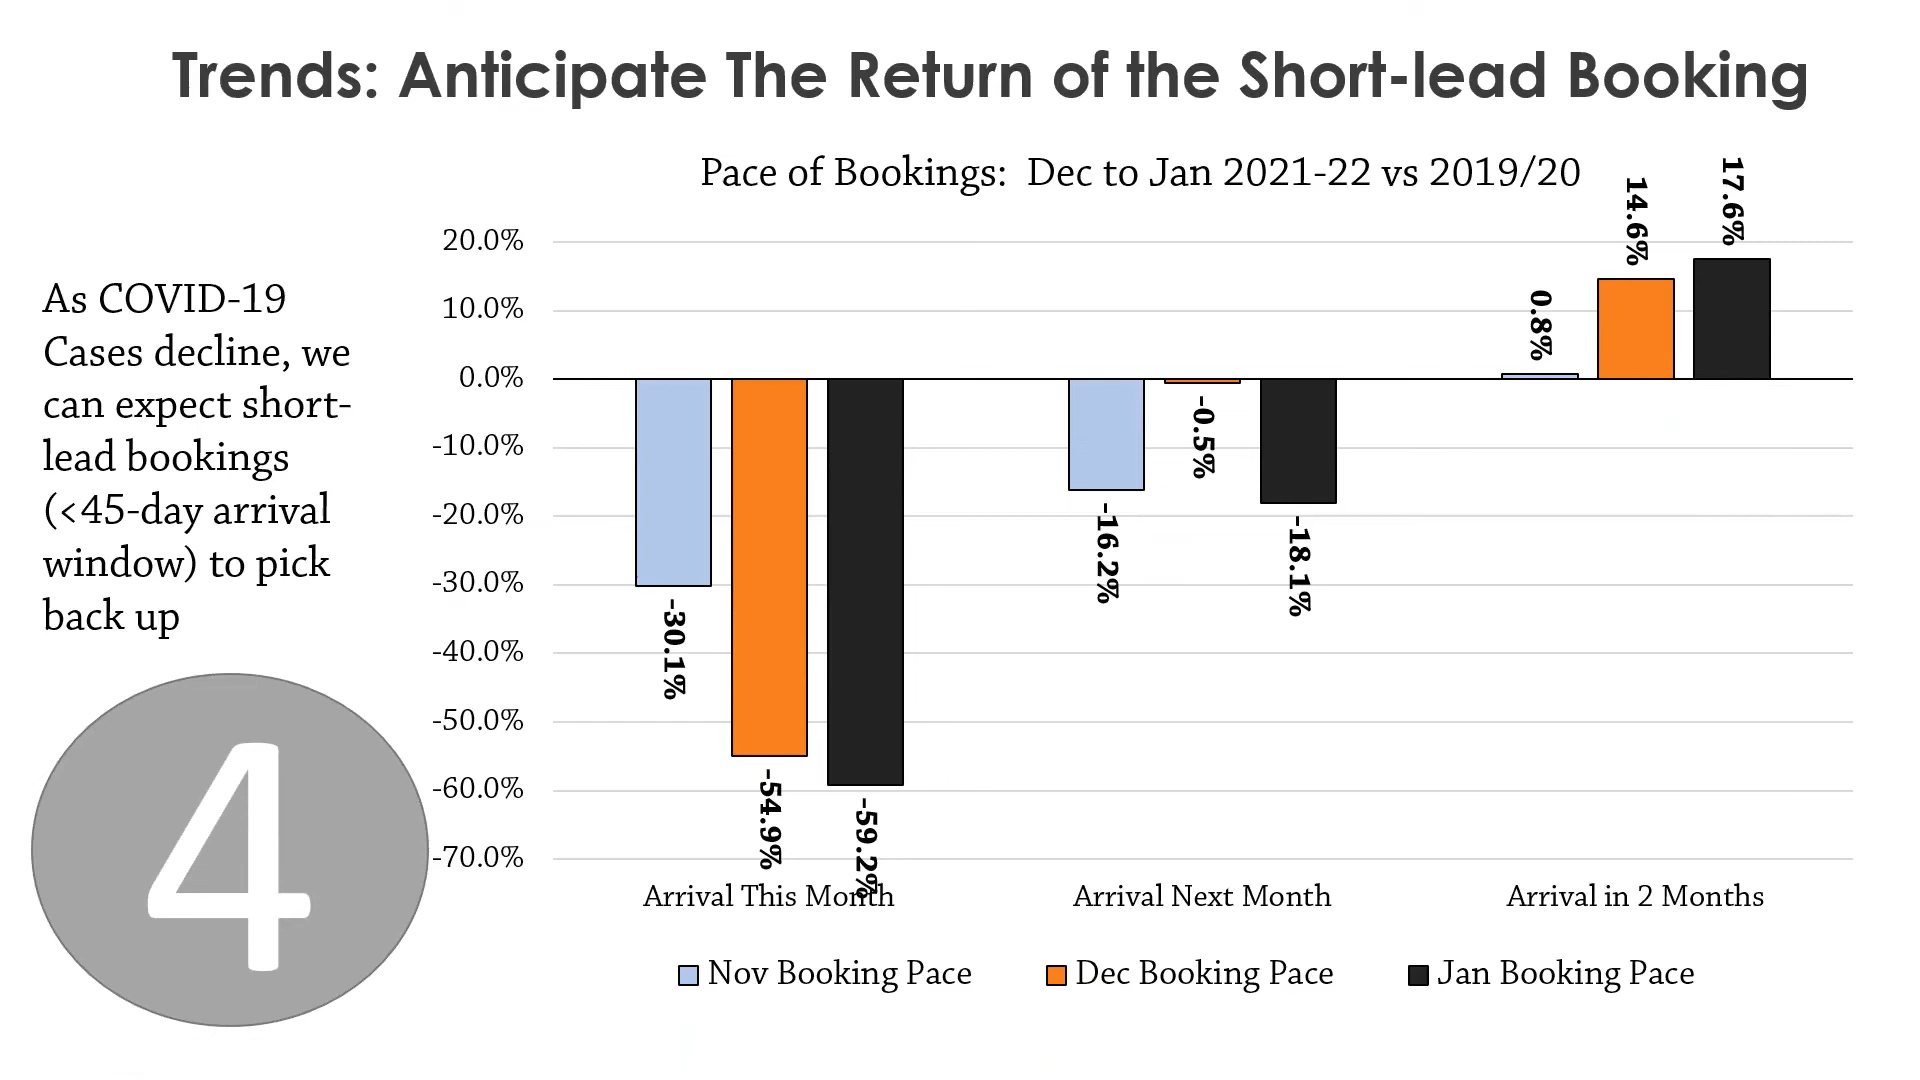 Trends: Anticipate The Return of the Short-lead Booking
Pace of Bookings:  Dec to Jan 2021-22 vs 2019/20
As COVID-19
Cases decline, we
can expect short-
lead bookings
(<45-day arrival
window) to pick
back up
4
20.0%
10.0%
0.0%
-10.0%
-20.0%
-30.0%
-40.0%
-50.0%
-60.0%
-70.0%
-30.1%
-54.9%
-59.2%
-16.2%
-0.5%
-18.1%
0.8%
14.6%
17.6%
Arrival This Month
Arrival Next Month
Arrival in 2 Months
Nov Booking Pace
Dec Booking Pace
Jan Booking Pace